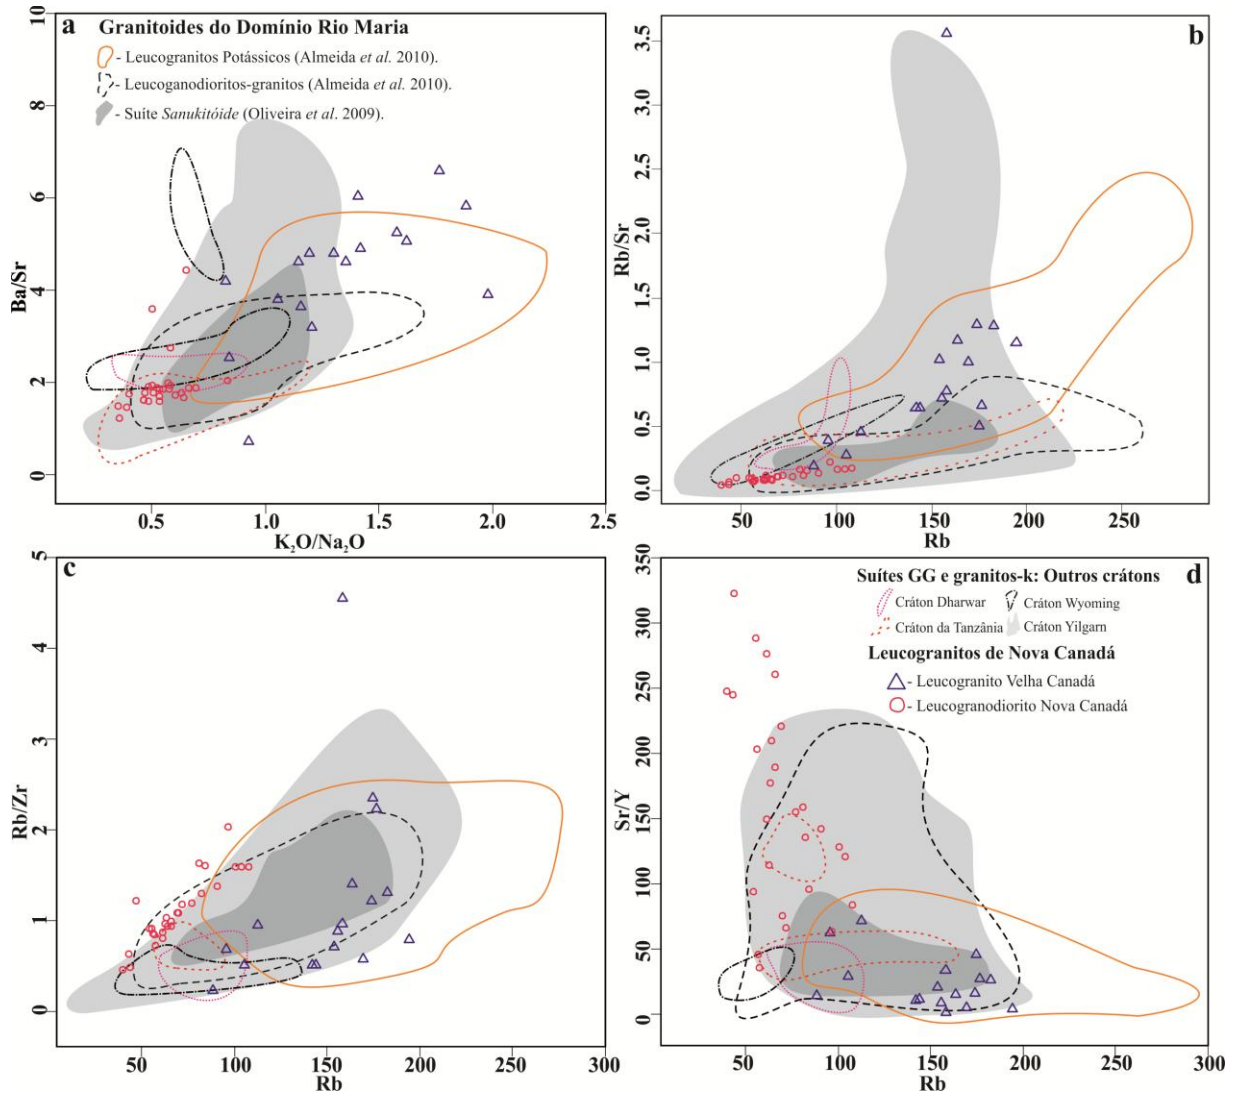 a
Granitoides do Domínio Rio Maria
- Leucogranitos Potássicos (Almeida et al. 2010).
- Leucoganodioritos-granitos (Almeida et al. 2010).
- Suíte Sanukitóide (Oliveira et al. 2009).
10
8
6
4
2
0
Ba/Sr
0.5
1.0
1.5
2.0
2.5
K₂O/Na₂O
b
3.5
3.0
2.5
2.0
1.5
1.0
0.5
0.0
Rb/Sr
50
100
150
200
250
Rb
c
5
4
3
2
1
0
Rb/Zr
50
100
150
200
250
300
Rb
d
Suítes GG e granitos-k: Outros crátons
Cráton Dharwar
Cráton Wyoming
Cráton da Tanzânia
Cráton Yilgarn
Leucogranitos de Nova Canadá
- Leucogranito Velha Canadá
- Leucogranodiorito Nova Canadá
350
300
250
200
150
100
50
0
Sr/Y
50
100
150
200
300
Rb